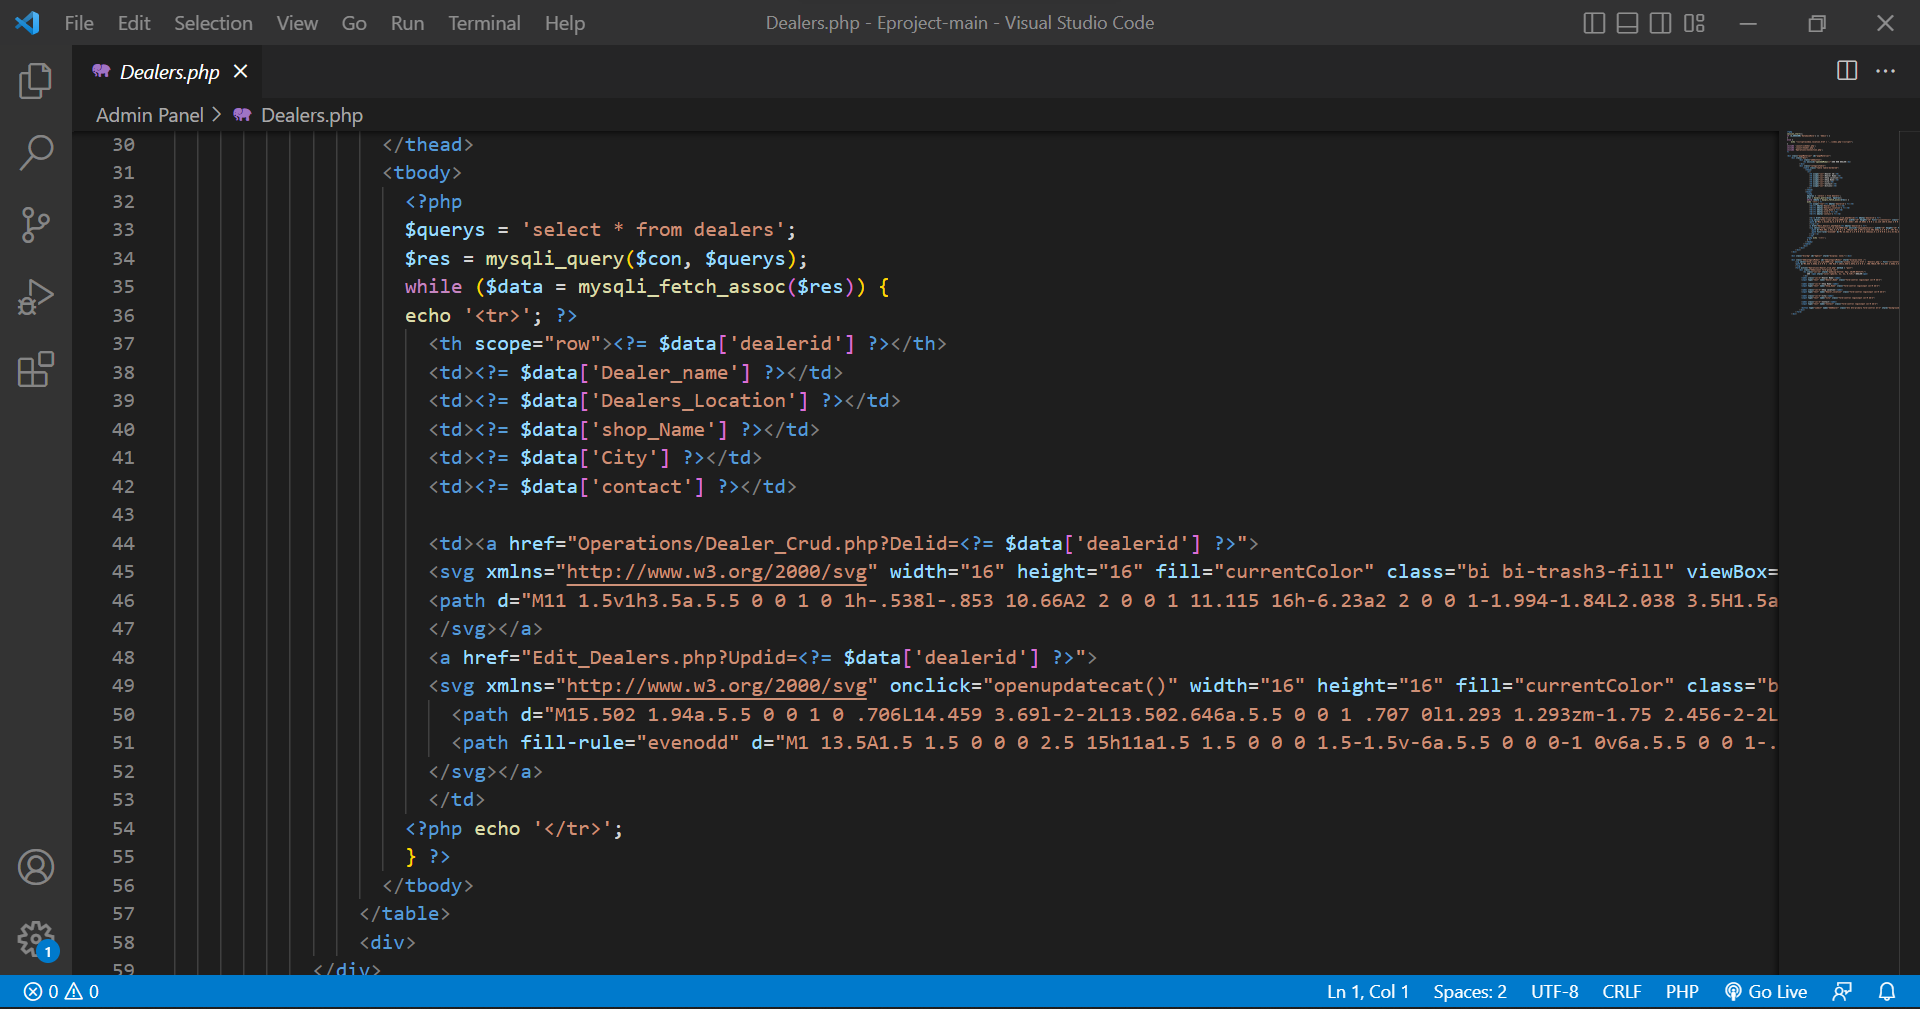 File Edit Selection View Go Run Terminal Help Dealers.php - Eproject-main - Visual Studio Code
Dealers.php
Admin Panel > Dealers.php
30 </thead>
31 <tbody>
32 <?php
33 $querys = 'select * from dealers';
34 $res = mysqli_query($con, $querys);
35 while ($data = mysqli_fetch_assoc($res)) {
36 echo '<tr>'; ?>
37 <th scope="row"><?= $data['dealerid'] ?></th>
38 <td><?= $data['Dealer_name'] ?></td>
39 <td><?= $data['Dealers_Location'] ?></td>
40 <td><?= $data['shop_Name'] ?></td>
41 <td><?= $data['City'] ?></td>
42 <td><?= $data['contact'] ?></td>
43
44 <td><a href="Operations/Dealer_Crud.php?Delid=<?= $data['dealerid'] ?>">
45 <svg xmlns="http://www.w3.org/2000/svg" width="16" height="16" fill="currentColor" class="bi bi-trash3-fill" viewBox=
46 <path d="M11 1.5v1h3.5a.5.5 0 0 1 0 1h-.538l-.853 10.66A2 2 0 0 1 11.115 16h-6.23a2 2 0 0 1-1.994-1.84L2.038 3.5H1.5a
47 </svg></a>
48 <a href="Edit_Dealers.php?Updid=<?= $data['dealerid'] ?>">
49 <svg xmlns="http://www.w3.org/2000/svg" onclick="openupdatecat()" width="16" height="16" fill="currentColor" class="b
50 <path d="M15.502 1.94a.5.5 0 0 1 0 .706L14.459 3.69l-2-2L13.502.646a.5.5 0 0 1 .707 0l1.293 1.293zm-1.75 2.456-2-2L
51 <path fill-rule="evenodd" d="M1 13.5A1.5 1.5 0 0 0 2.5 15h11a1.5 1.5 0 0 0 1.5-1.5v-6a.5.5 0 0 0-1 0v6a.5.5 0 0 1-.
52 </svg></a>
53 </td>
54 <?php echo '</tr>';
55 } ?>
56 </tbody>
57 </table>
58 <div>
59 </div>
1
0 0 Ln 1, Col 1 Spaces: 2 UTF-8 CRLF PHP Go Live